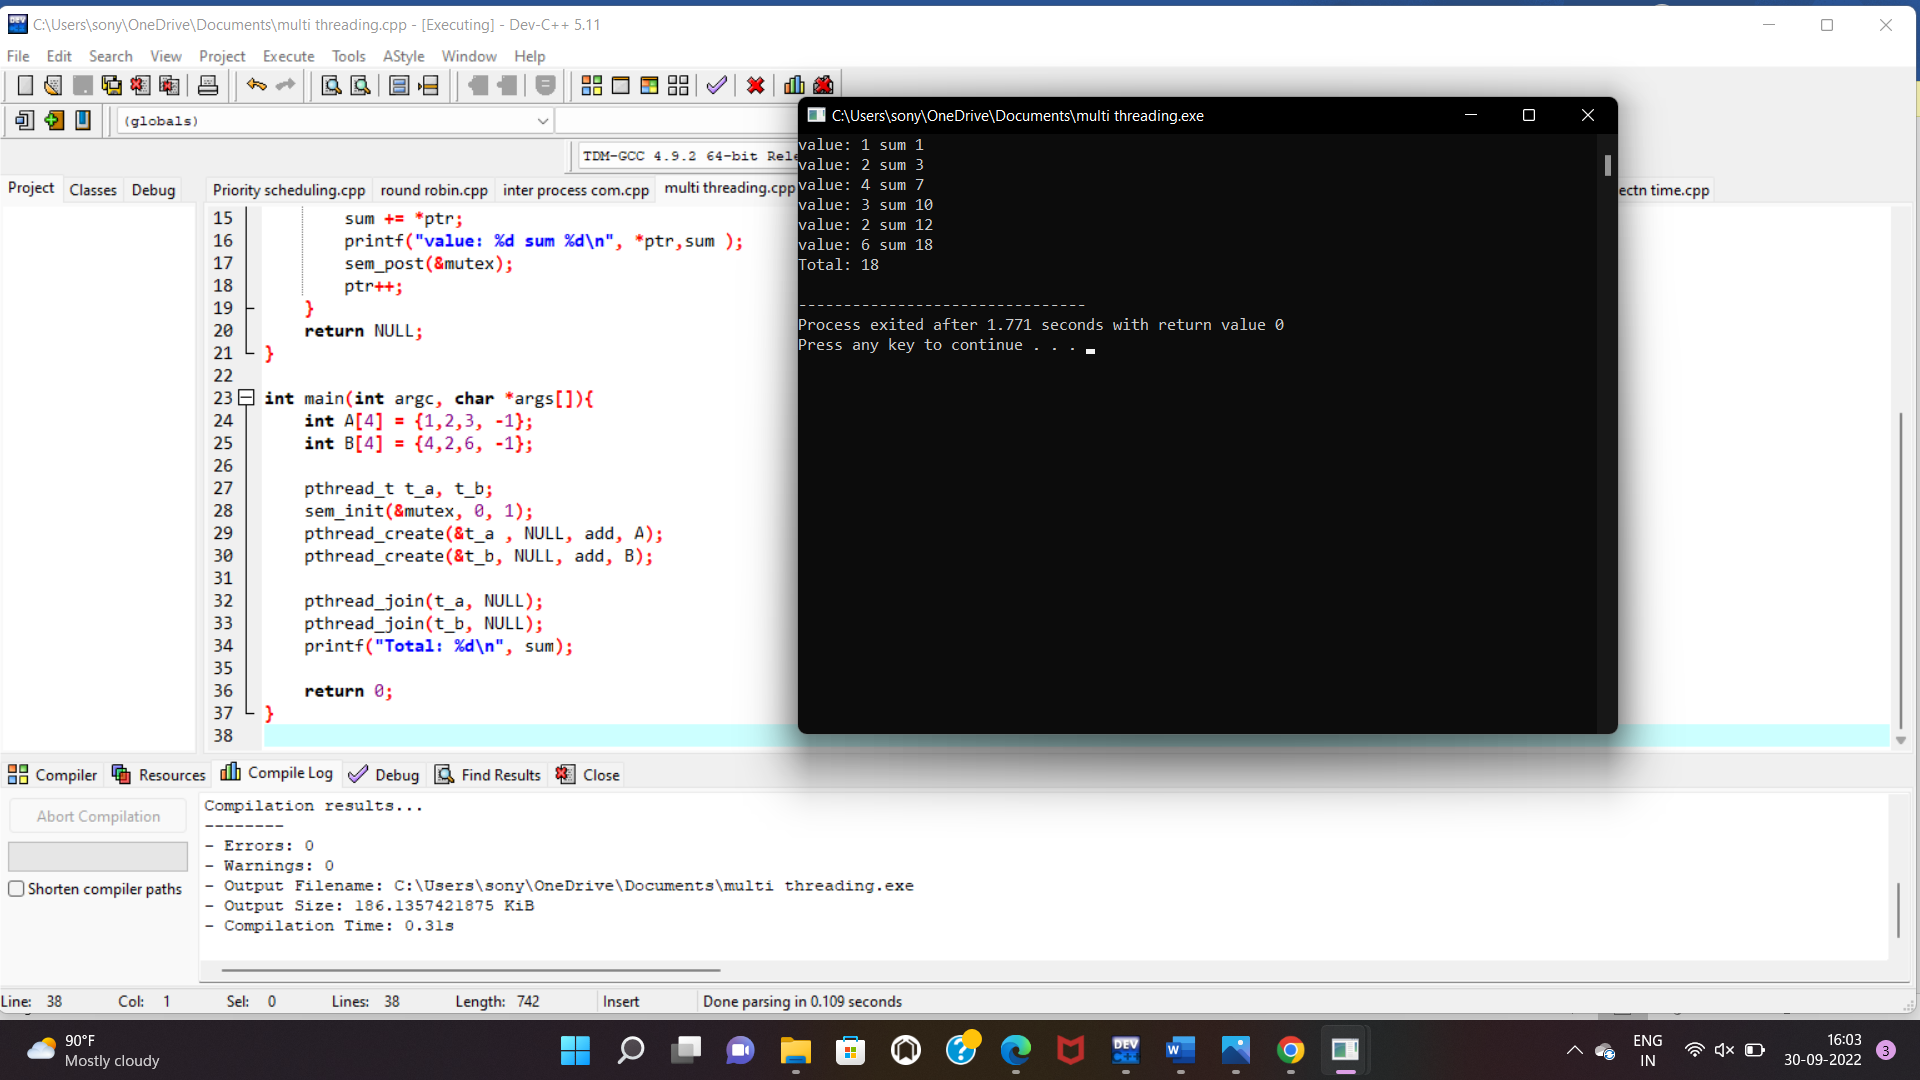 C:\Users\sony\OneDrive\Documents\multi threading.cpp - [Executing] - Dev-C++ 5.11
File Edit Search View Project Execute Tools AStyle Window Help
(globals)
TDM-GCC 4.9.2 64-bit Rele
Project Classes Debug
Priority scheduling.cpp round robin.cpp inter process com.cpp multi threading.cpp ectn time.cpp
15 sum += *ptr;
16 printf("value: %d sum %d\n", *ptr,sum );
17 sem_post(&mutex);
18 ptr++;
19 }
20 return NULL;
21 }
22
23 int main(int argc, char *args[]){
24 int A[4] = {1,2,3, -1};
25 int B[4] = {4,2,6, -1};
26
27 pthread_t t_a, t_b;
28 sem_init(&mutex, 0, 1);
29 pthread_create(&t_a , NULL, add, A);
30 pthread_create(&t_b, NULL, add, B);
31
32 pthread_join(t_a, NULL);
33 pthread_join(t_b, NULL);
34 printf("Total: %d\n", sum);
35
36 return 0;
37 }
38
C:\Users\sony\OneDrive\Documents\multi threading.exe
value: 1 sum 1
value: 2 sum 3
value: 4 sum 7
value: 3 sum 10
value: 2 sum 12
value: 6 sum 18
Total: 18
--------------------------------
Process exited after 1.771 seconds with return value 0
Press any key to continue . . .
Compiler Resources Compile Log Debug Find Results Close
Abort Compilation
Shorten compiler paths
Compilation results...
--------
- Errors: 0
- Warnings: 0
- Output Filename: C:\Users\sony\OneDrive\Documents\multi threading.exe
- Output Size: 186.1357421875 KiB
- Compilation Time: 0.31s
Line: 38 Col: 1 Sel: 0 Lines: 38 Length: 742 Insert Done parsing in 0.109 seconds
90°F
Mostly cloudy
DEV
C++
W
ENG
IN
16:03
30-09-2022
3